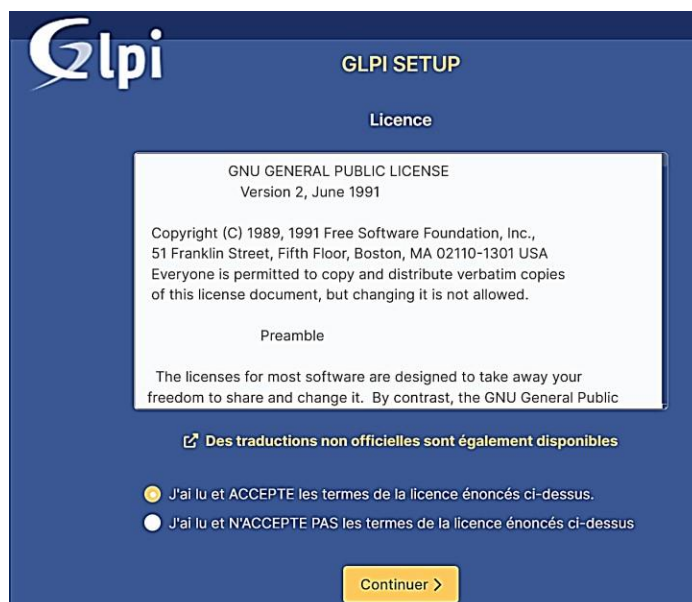 Glpi
GLPI SETUP
Licence
GNU GENERAL PUBLIC LICENSE
Version 2, June 1991
Copyright (C) 1989, 1991 Free Software Foundation, Inc.,
51 Franklin Street, Fifth Floor, Boston, MA 02110-1301 USA
Everyone is permitted to copy and distribute verbatim copies
of this license document, but changing it is not allowed.
Preamble
The licenses for most software are designed to take away your
freedom to share and change it. By contrast, the GNU General Public
Des traductions non officielles sont également disponibles
J'ai lu et ACCEPTE les termes de la licence énoncés ci-dessus.
J'ai lu et N'ACCEPTE PAS les termes de la licence énoncés ci-dessus
Continuer >